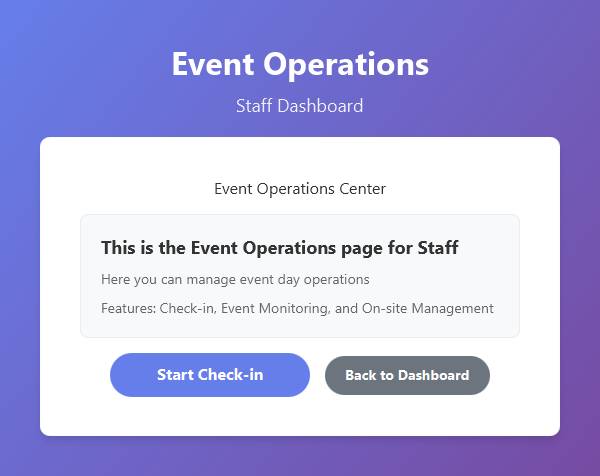 Event Operations
Staff Dashboard
Event Operations Center
This is the Event Operations page for Staff
Here you can manage event day operations
Features: Check-in, Event Monitoring, and On-site Management
Start Check-in
Back to Dashboard